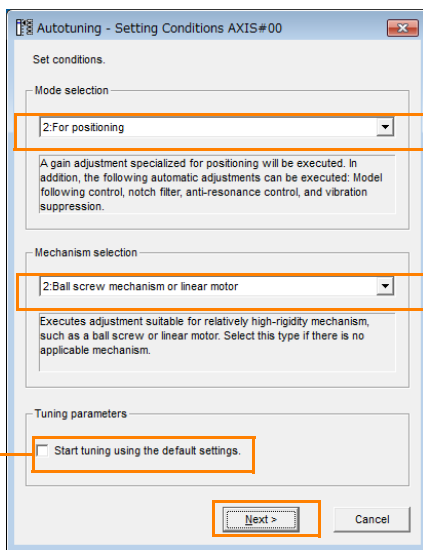 Autotuning - Setting Conditions AXIS#00
Set conditions.
Mode selection
2:For positioning
A gain adjustment specialized for positioning will be executed. In
addition, the following automatic adjustments can be executed: Model
following control, notch filter, anti-resonance control, and vibration
suppression.
Mechanism selection
2:Ball screw mechanism or linear motor
Executes adjustment suitable for relatively high-rigidity mechanism,
such as a ball screw or linear motor. Select this type if there is no
applicable mechanism.
Tuning parameters
Start tuning using the default settings.
Next > Cancel